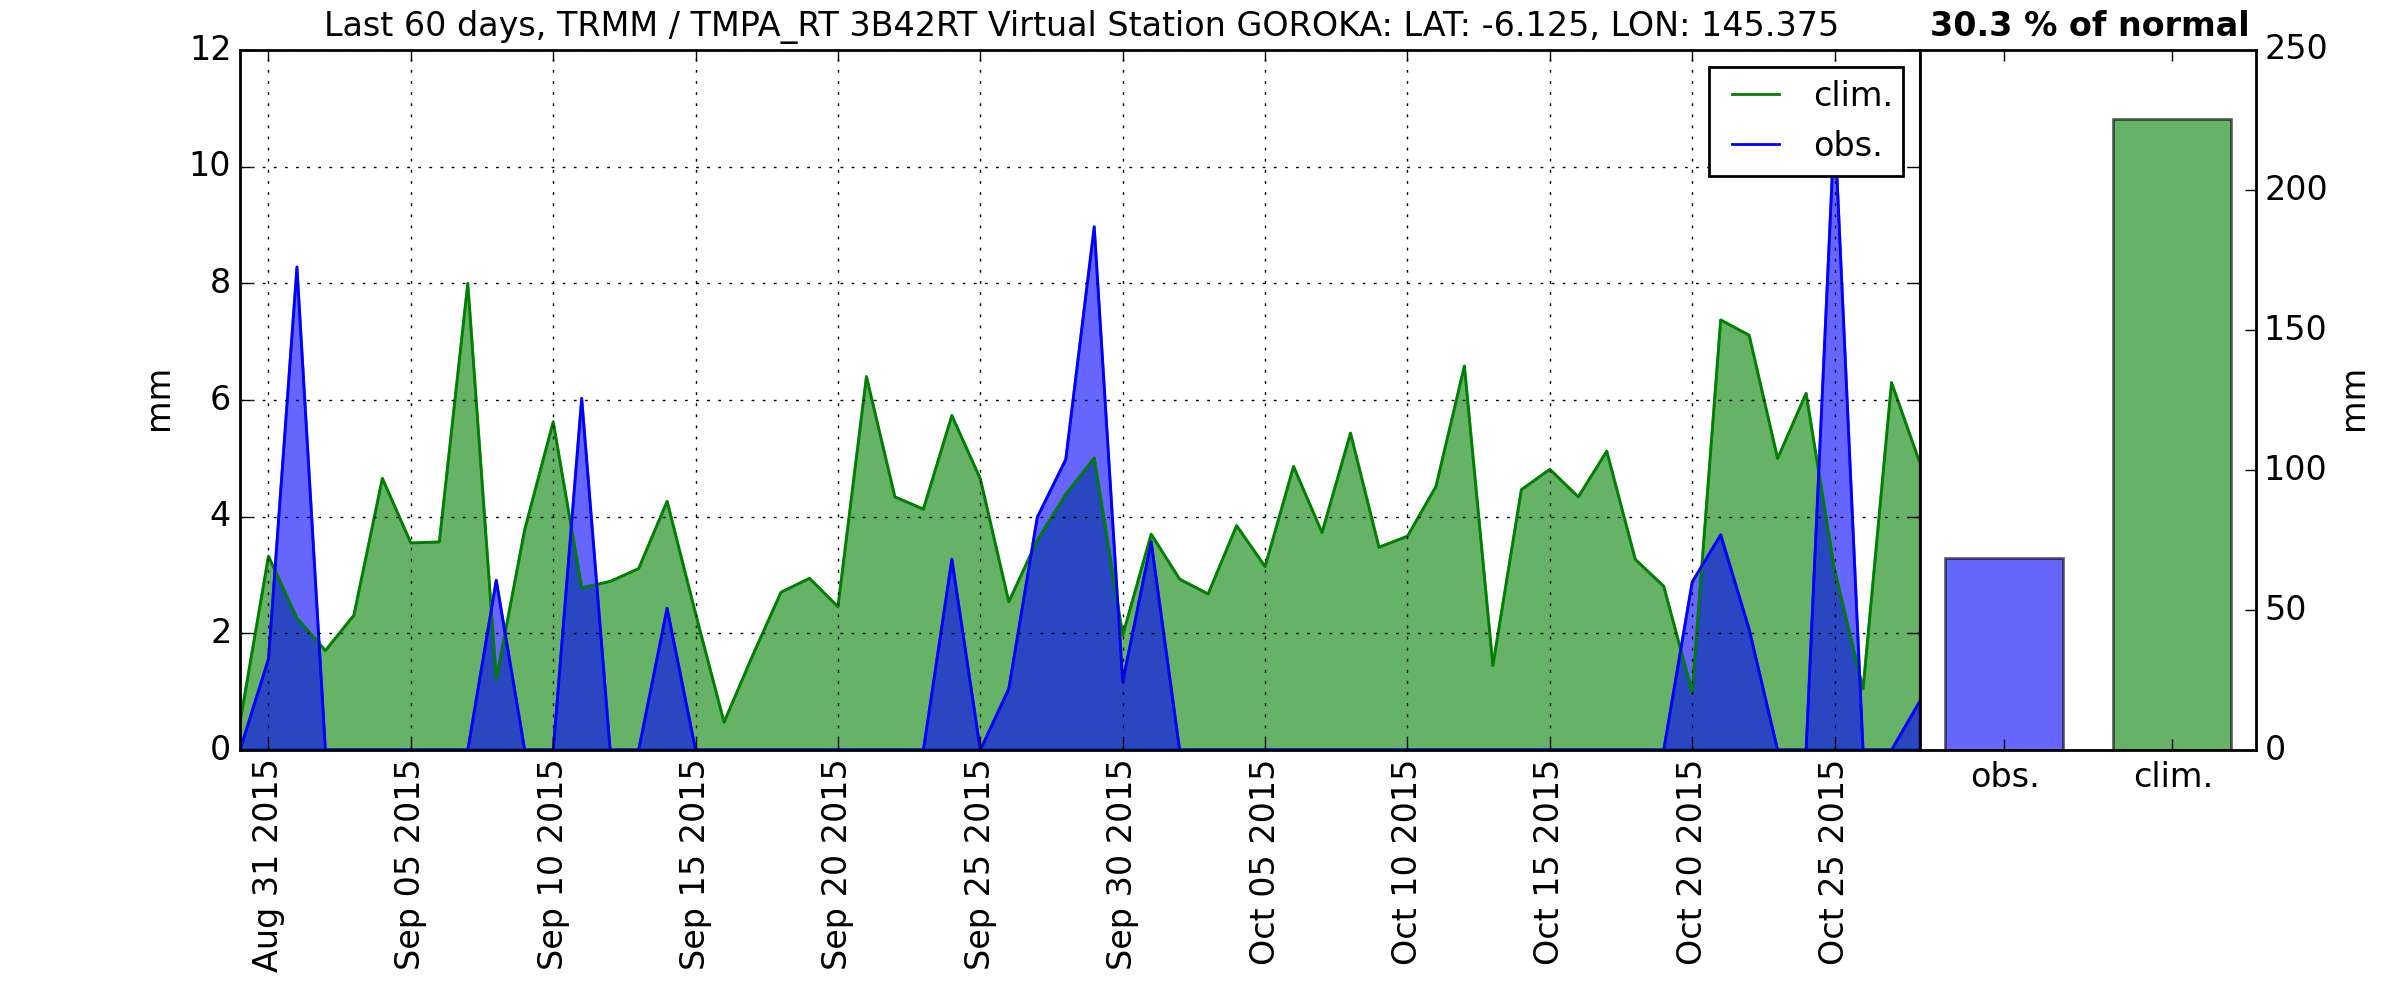 Last 60 days, TRMM / TMPA_RT 3B42RT Virtual Station GOROKA: LAT: -6.125, LON: 145.375
30.3 % of normal
12
10
8
6
4
2
0
mm
clim.
obs.
Aug 31 2015
Sep 05 2015
Sep 10 2015
Sep 15 2015
Sep 20 2015
Sep 25 2015
Sep 30 2015
Oct 05 2015
Oct 10 2015
Oct 15 2015
Oct 20 2015
Oct 25 2015
obs.
clim.
250
200
150
100
50
0
mm